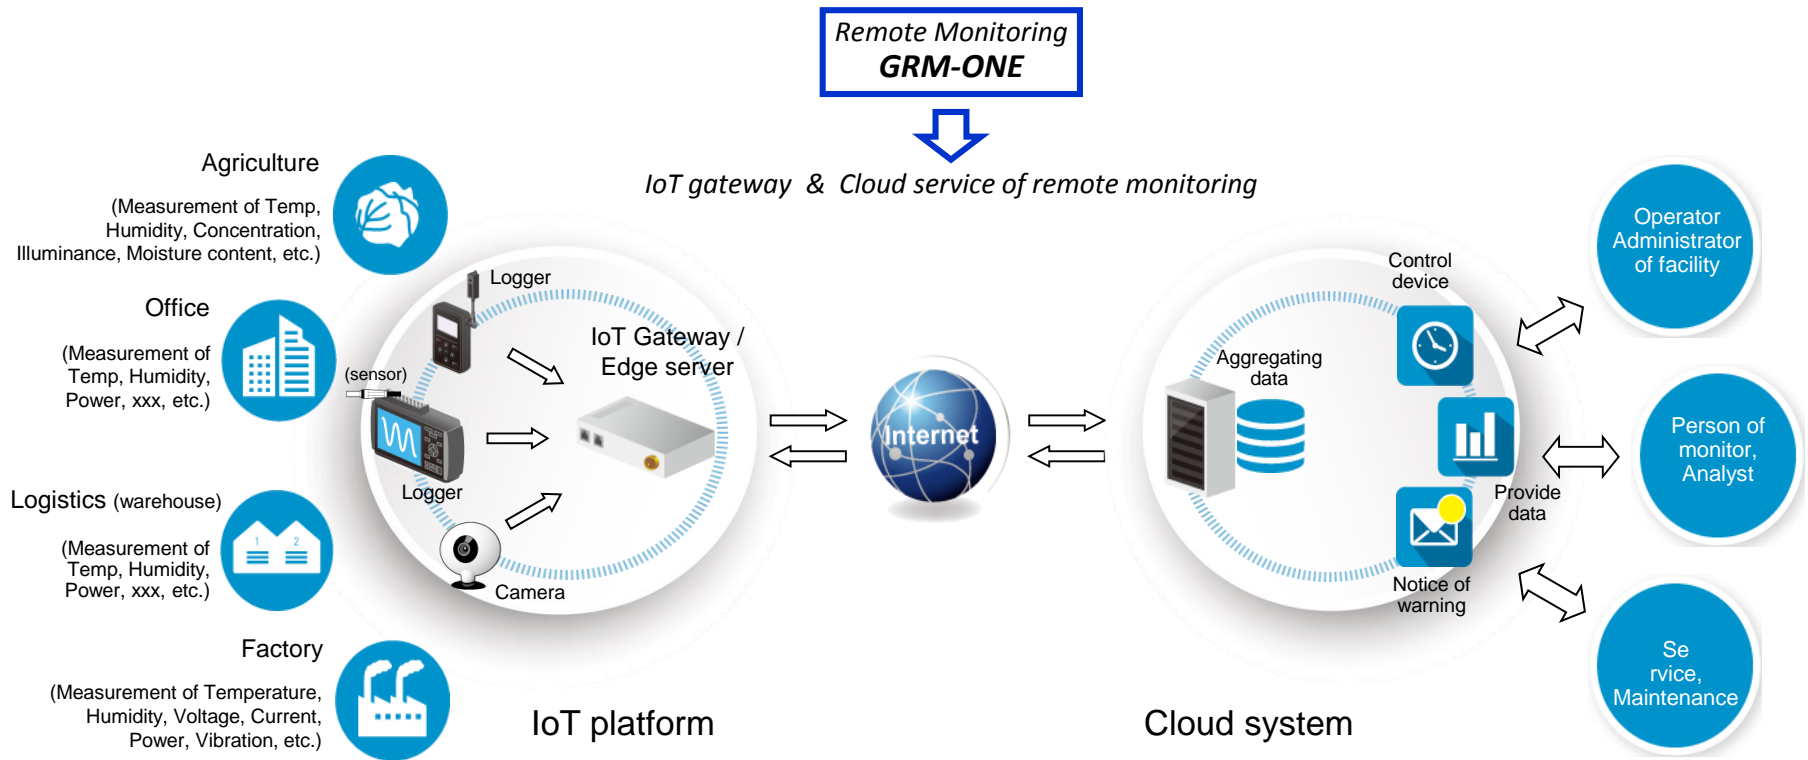 Remote Monitoring
GRM-ONE
IoT gateway & Cloud service of remote monitoring
Agriculture
(Measurement of Temp,
Humidity, Concentration,
Illuminance, Moisture content, etc.)
Office
(Measurement of
Temp, Humidity,
Power, xxx, etc.)
Logistics (warehouse)
(Measurement of
Temp, Humidity,
Power, xxx, etc.)
1 2
Factory
(Measurement of Temperature,
Humidity, Voltage, Current,
Power, Vibration, etc.)
Logger
(sensor)
Logger
Camera
IoT Gateway /
Edge server
IoT platform
Internet
Aggregating
data
Control
device
Provide
data
Notice of
warning
Cloud system
Operator
Administrator
of facility
Person of
monitor,
Analyst
Se
rvice,
Maintenance